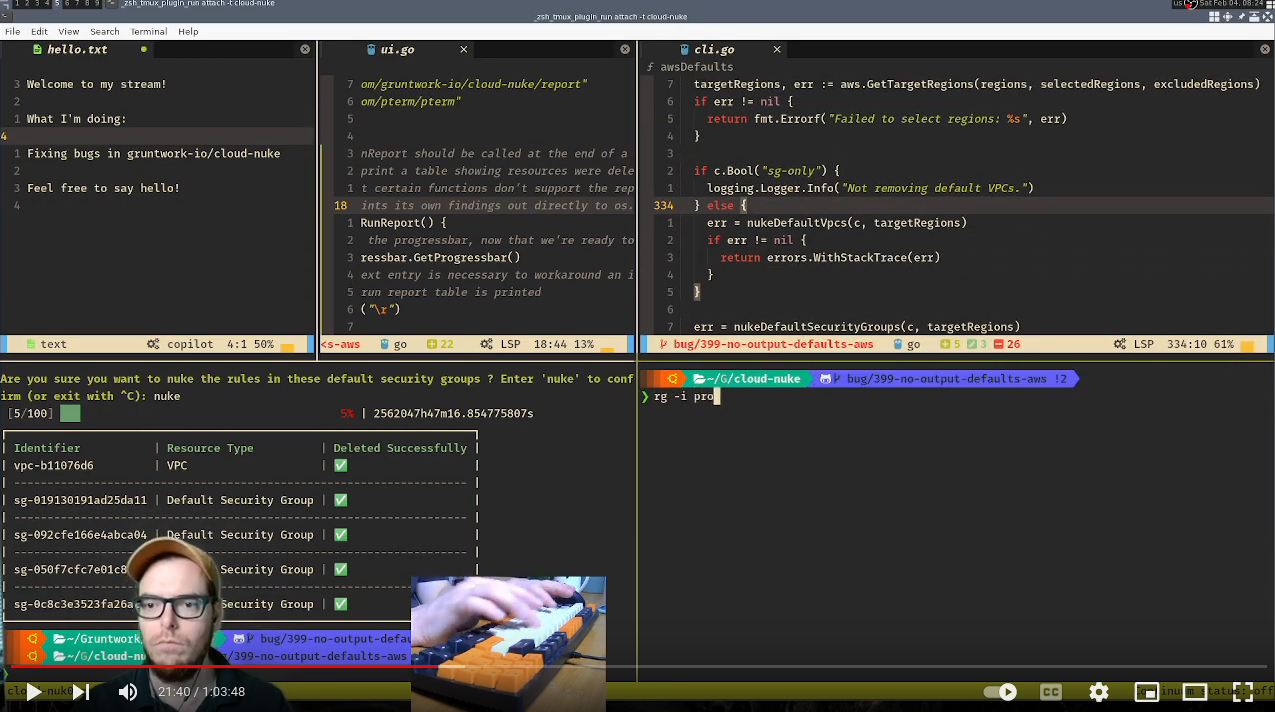 1 2 3 4 5 6 7 8 9 _zsh_tmux_plugin_run attach -t cloud-nuke
us Sat Feb 04, 08:24
_zsh_tmux_plugin_run attach -t cloud-nuke
File Edit View Search Terminal Help
hello.txt
3 Welcome to my stream!
2
1 What I'm doing:
4
1 Fixing bugs in gruntwork-io/cloud-nuke
2
3 Feel free to say hello!
4
text copilot 4:1 50%
ui.go
7 om/gruntwork-io/cloud-nuke/report"
6 om/pterm/pterm"
5
4
3 nReport should be called at the end of a
2 print a table showing resources were dele
1 t certain functions don't support the rep
18 ints its own findings out directly to os.
1 RunReport() {
2 the progressbar, now that we're ready to
3 ressbar.GetProgressbar()
4 ext entry is necessary to workaround an i
5 run report table is printed
6 ("\r")
7
<s-aws go 22 LSP 18:44 13%
cli.go
f awsDefaults
7 targetRegions, err := aws.GetTargetRegions(regions, selectedRegions, excludedRegions)
6 if err != nil {
5 return fmt.Errorf("Failed to select regions: %s", err)
4 }
3
2 if c.Bool("sg-only") {
1 logging.Logger.Info("Not removing default VPCs.")
334 } else {
1 err = nukeDefaultVpcs(c, targetRegions)
2 if err != nil {
3 return errors.WithStackTrace(err)
4 }
5 }
6
7 err = nukeDefaultSecurityGroups(c, targetRegions)
bug/399-no-output-defaults-aws go 5 3 26 LSP 334:10 61%
Are you sure you want to nuke the rules in these default security groups ? Enter 'nuke' to conf
irm (or exit with ^C): nuke
[5/100] 5% | 2562047h47m16.854775807s
Identifier | Resource Type | Deleted Successfully
vpc-b11076d6 | VPC | ✅
sg-019130191ad25da11 | Default Security Group | ✅
sg-092cfe166e4abca04 | Default Security Group | ✅
sg-050f7cfc7e01c8 Default Security Group | ✅
sg-0c8c3e3523fa26a Default Security Group | ✅
~/Gruntwork bug/399-no-output-defau
~/G/cloud-nu bug/399-no-output-defaults-aws
~/G/cloud-nuke bug/399-no-output-defaults-aws !2
❯ rg -i pro
cloud-nuk
21:40 / 1:03:48
CC
Continuum status: off